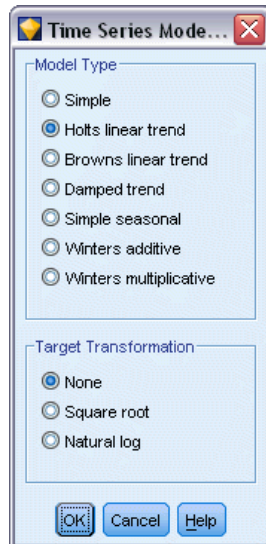 Time Series Mode...
Model Type
Simple
Holts linear trend
Browns linear trend
Damped trend
Simple seasonal
Winters additive
Winters multiplicative
Target Transformation
None
Square root
Natural log
OK Cancel Help